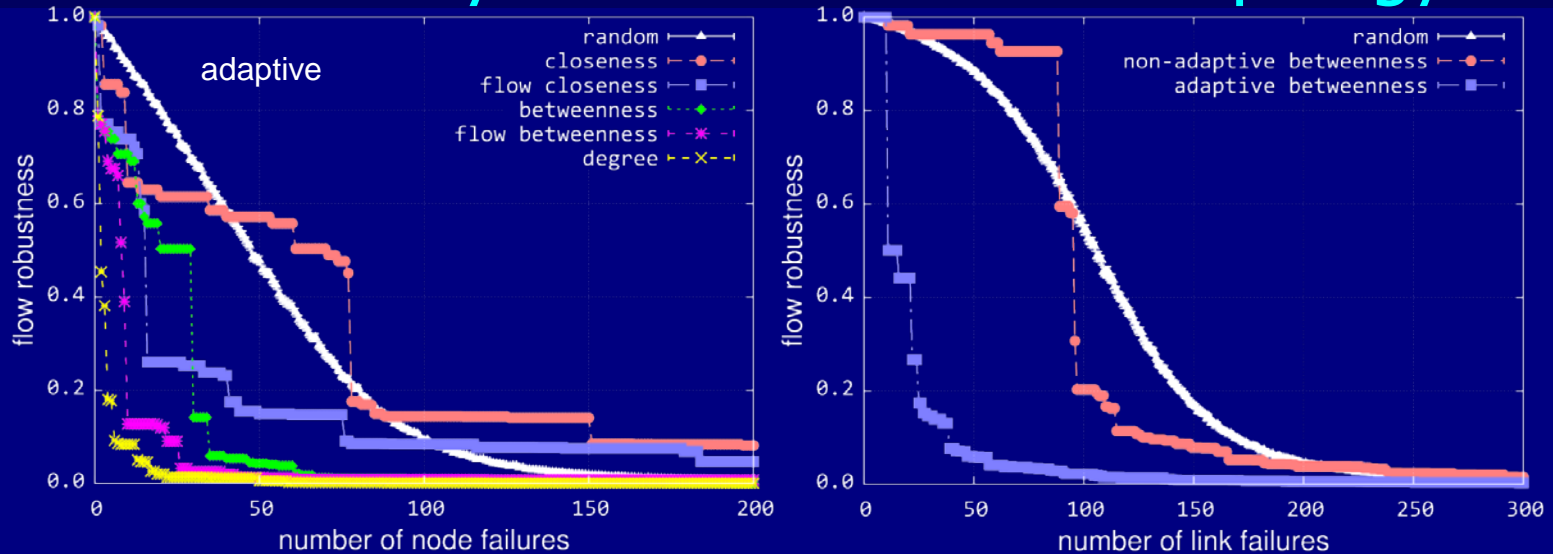 1.0
0.8
0.6
0.4
0.2
0.0
flow robustness
adaptive
random
closeness
flow closeness
betweenness
flow betweenness
degree
0 50 100 150 200
number of node failures
1.0
0.8
0.6
0.4
0.2
0.0
flow robustness
random
non-adaptive betweenness
adaptive betweenness
0 50 100 150 200 250 300
number of link failures